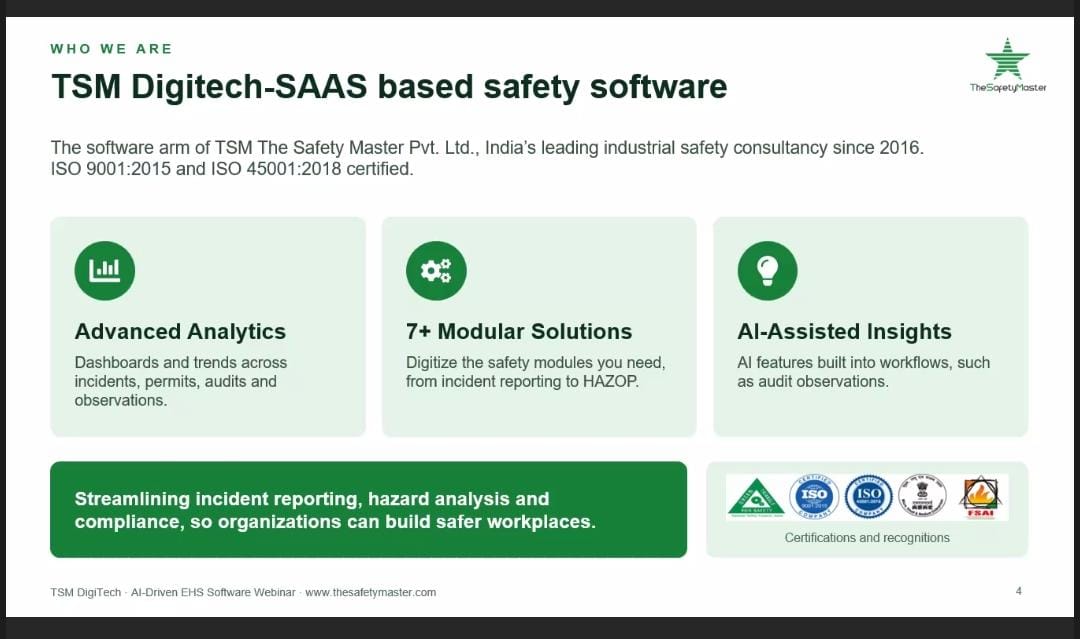 WHO WE ARE
TSM Digitech-SAAS based safety software
TheSafetyMaster
The software arm of TSM The Safety Master Pvt. Ltd., India’s leading industrial safety consultancy since 2016.
ISO 9001:2015 and ISO 45001:2018 certified.
Advanced Analytics
Dashboards and trends across
incidents, permits, audits and
observations.
7+ Modular Solutions
Digitize the safety modules you need,
from incident reporting to HAZOP.
AI-Assisted Insights
AI features built into workflows, such
as audit observations.
Streamlining incident reporting, hazard analysis and
compliance, so organizations can build safer workplaces.
CERTIFIED
ISO
9001:2015
COMPANY
ISO
FSAI
Certifications and recognitions
TSM DigiTech · AI-Driven EHS Software Webinar · www.thesafetymaster.com
4